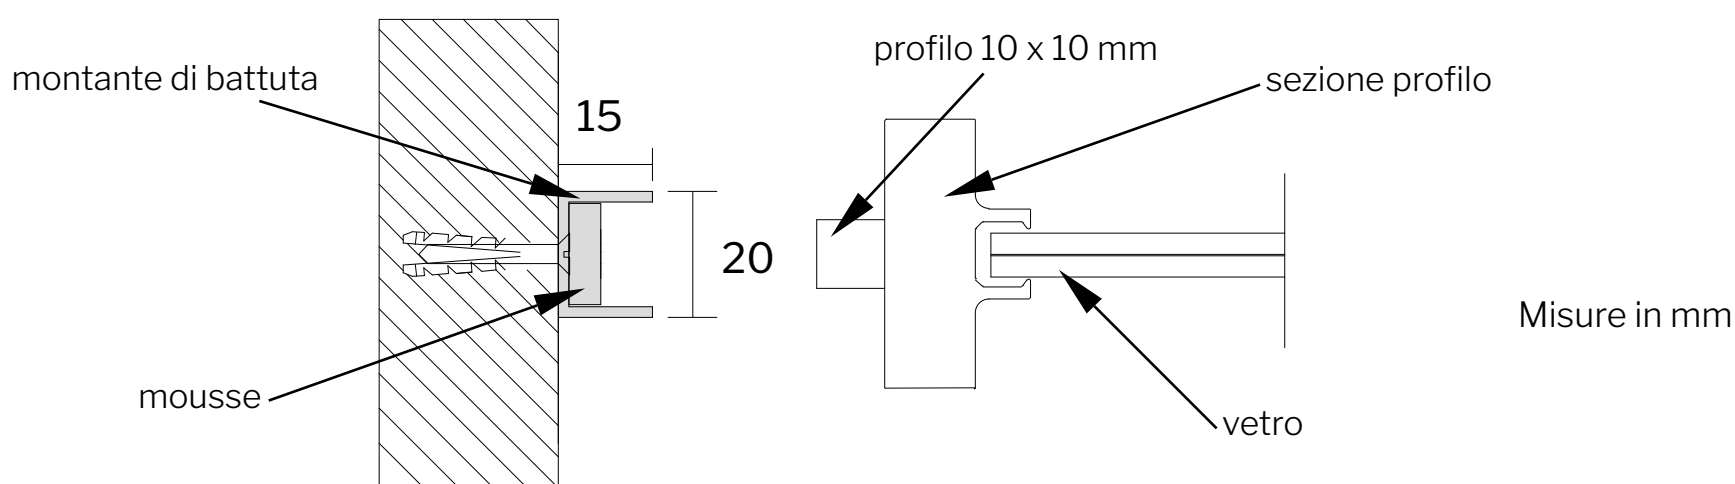 profilo 10 x 10 mm
montante di battuta
sezione profilo
15
20
Misure in mm
mousse
vetro